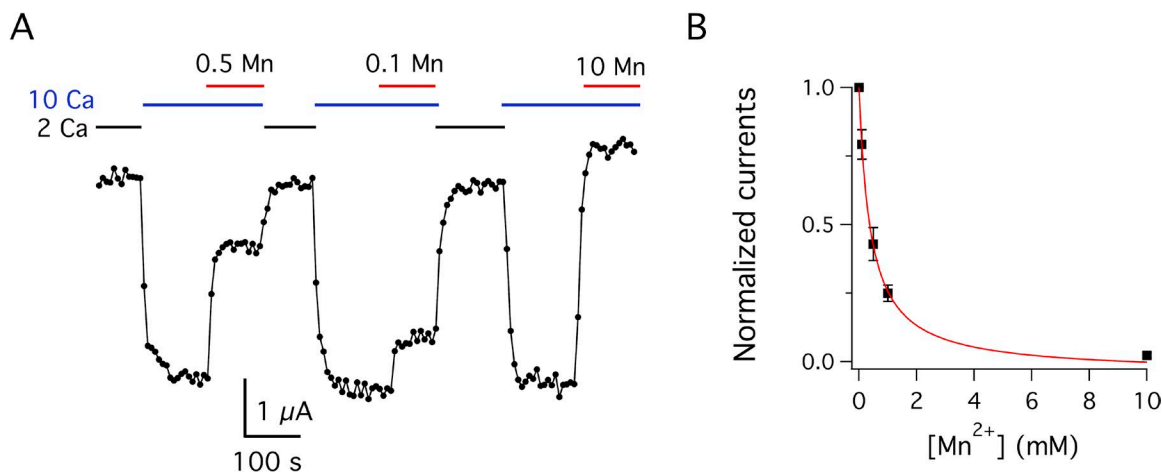 A
0.5 Mn
0.1 Mn
10 Mn
10 Ca
2 Ca
1 µA
100 s
B
Normalized currents
1.0
0.5
0.0
0 2 4 6 8 10
[Mn²⁺] (mM)